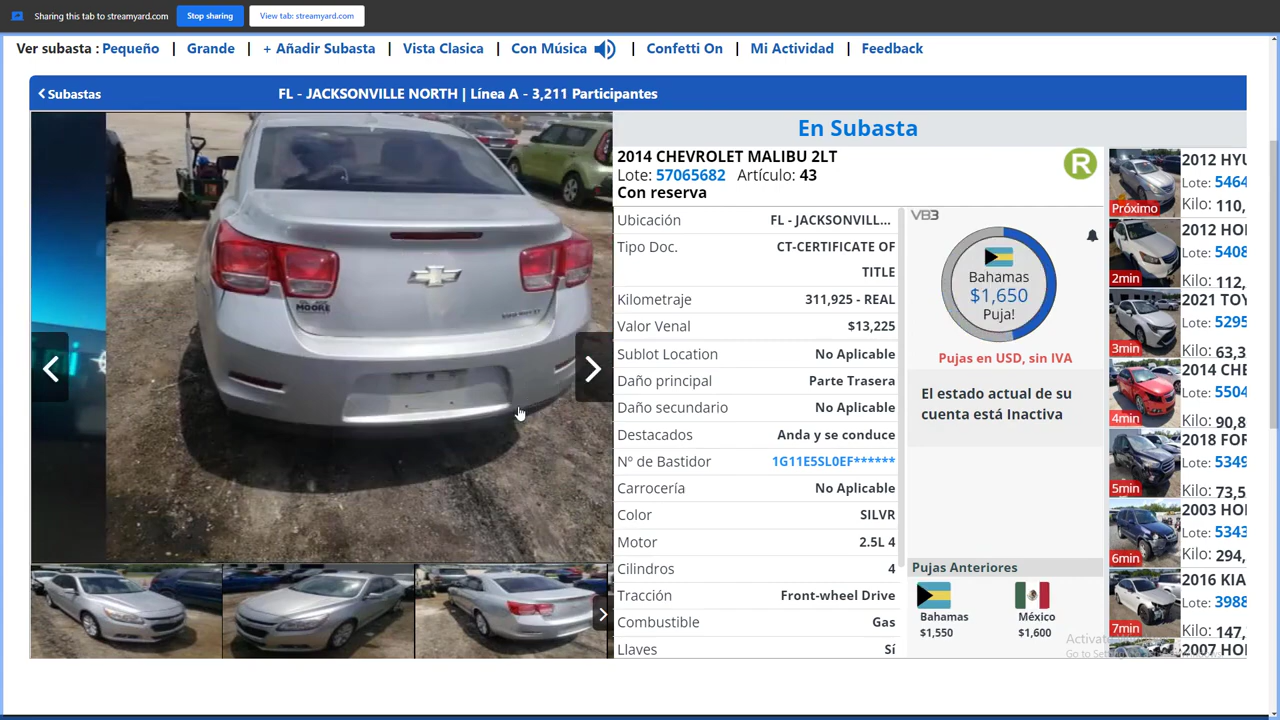 Sharing this tab to streamyard.com
Stop sharing
View tab: streamyard.com
Ver subasta : Pequeño | Grande | + Añadir Subasta | Vista Clasica | Con Música | Confetti On | Mi Actividad | Feedback
Subastas
FL - JACKSONVILLE NORTH | Línea A - 3,211 Participantes
En Subasta
2014 CHEVROLET MALIBU 2LT
Lote: 57065682 Artículo: 43
Con reserva
R
Ubicación FL - JACKSONVILL...
Tipo Doc. CT-CERTIFICATE OF
TITLE
Kilometraje 311,925 - REAL
Valor Venal $13,225
Sublot Location No Aplicable
Daño principal Parte Trasera
Daño secundario No Aplicable
Destacados Anda y se conduce
Nº de Bastidor 1G11E5SL0EF******
Carrocería No Aplicable
Color SILVR
Motor 2.5L 4
Cilindros 4
Tracción Front-wheel Drive
Combustible Gas
Llaves Sí
VB3
Bahamas
$1,650
Puja!
Pujas en USD, sin IVA
El estado actual de su
cuenta está Inactiva
Pujas Anteriores
Bahamas
$1,550
México
$1,600
2012 HYU
Lote: 5464
Kilo: 110,
Próximo
2012 HO
Lote: 5408
Kilo: 112,
2min
2021 TOY
Lote: 5295
Kilo: 63,3
3min
2014 CHE
Lote: 5504
Kilo: 90,8
4min
2018 FOR
Lote: 5349
Kilo: 73,5
5min
2003 HO
Lote: 5343
Kilo: 294,
6min
2016 KIA
Lote: 3988
Kilo: 147,
7min
2007 HO
MOORE